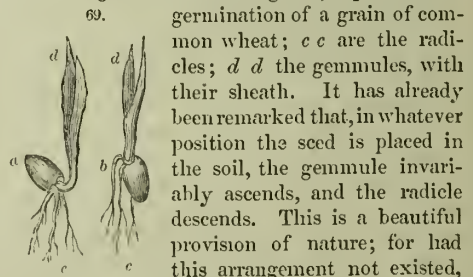 69.
d
d
a
b
c
c
germination of a grain of com-
mon wheat; c c are the radi-
cles; d d the gemmules, with
their sheath. It has already
been remarked that, in whatever
position the seed is placed in
the soil, the gemmule invari-
ably ascends, and the radicle
descends. This is a beautiful
provision of nature; for had
this arrangement not existed,